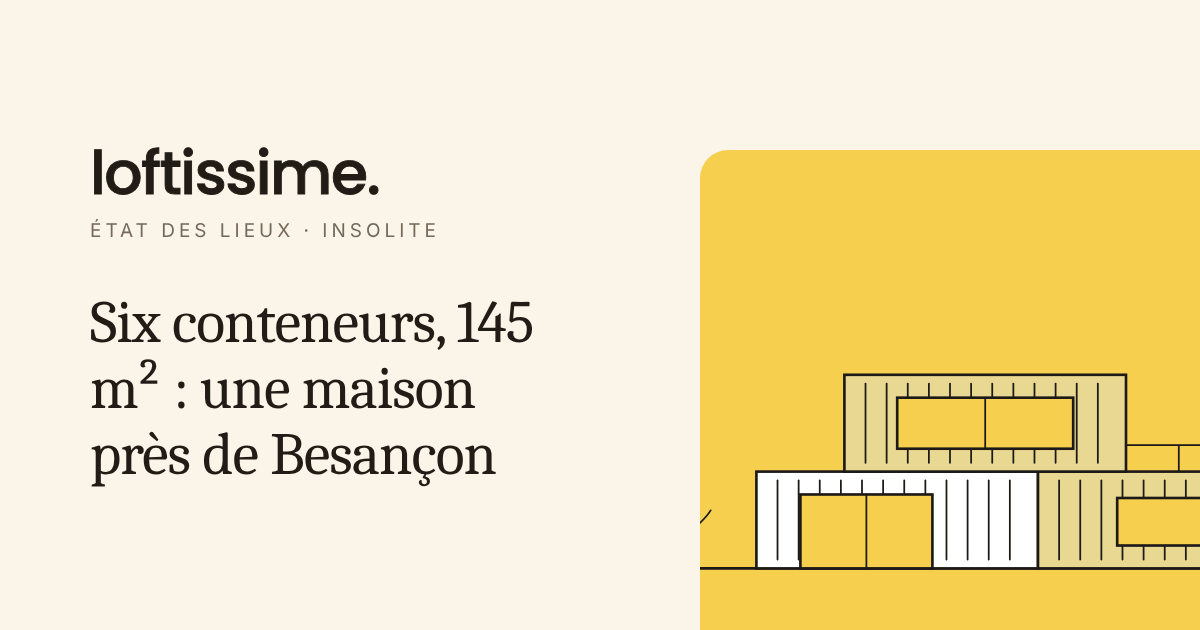 loftissime.
ÉTAT DES LIEUX · INSOLITE
Six conteneurs, 145
m² : une maison
près de Besançon